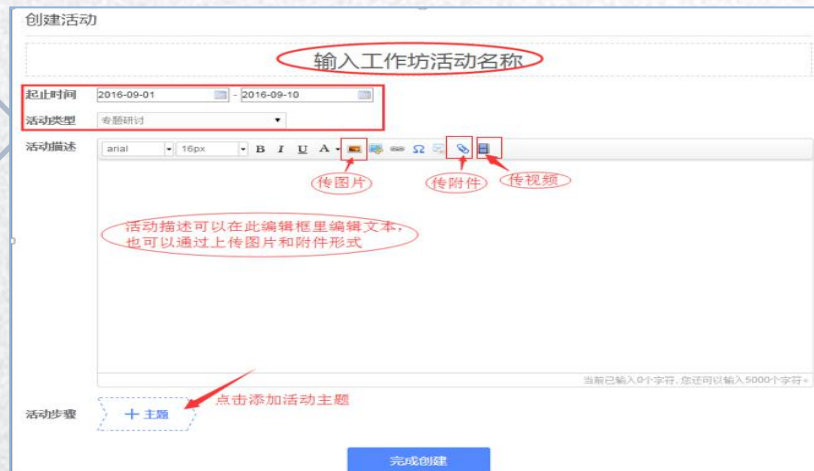 创建活动
输入工作坊活动名称
起止时间 2016-09-01 - 2016-09-10
活动类型 专题研讨
活动描述 arial 16px B I U A Ω
传图片 传附件 传视频
活动描述可以在此编辑框里编辑文本，
也可以通过上传图片和附件形式
当前已输入0个字符,您还可以输入5000个字符。
点击添加活动主题
活动步骤 + 主题
完成创建